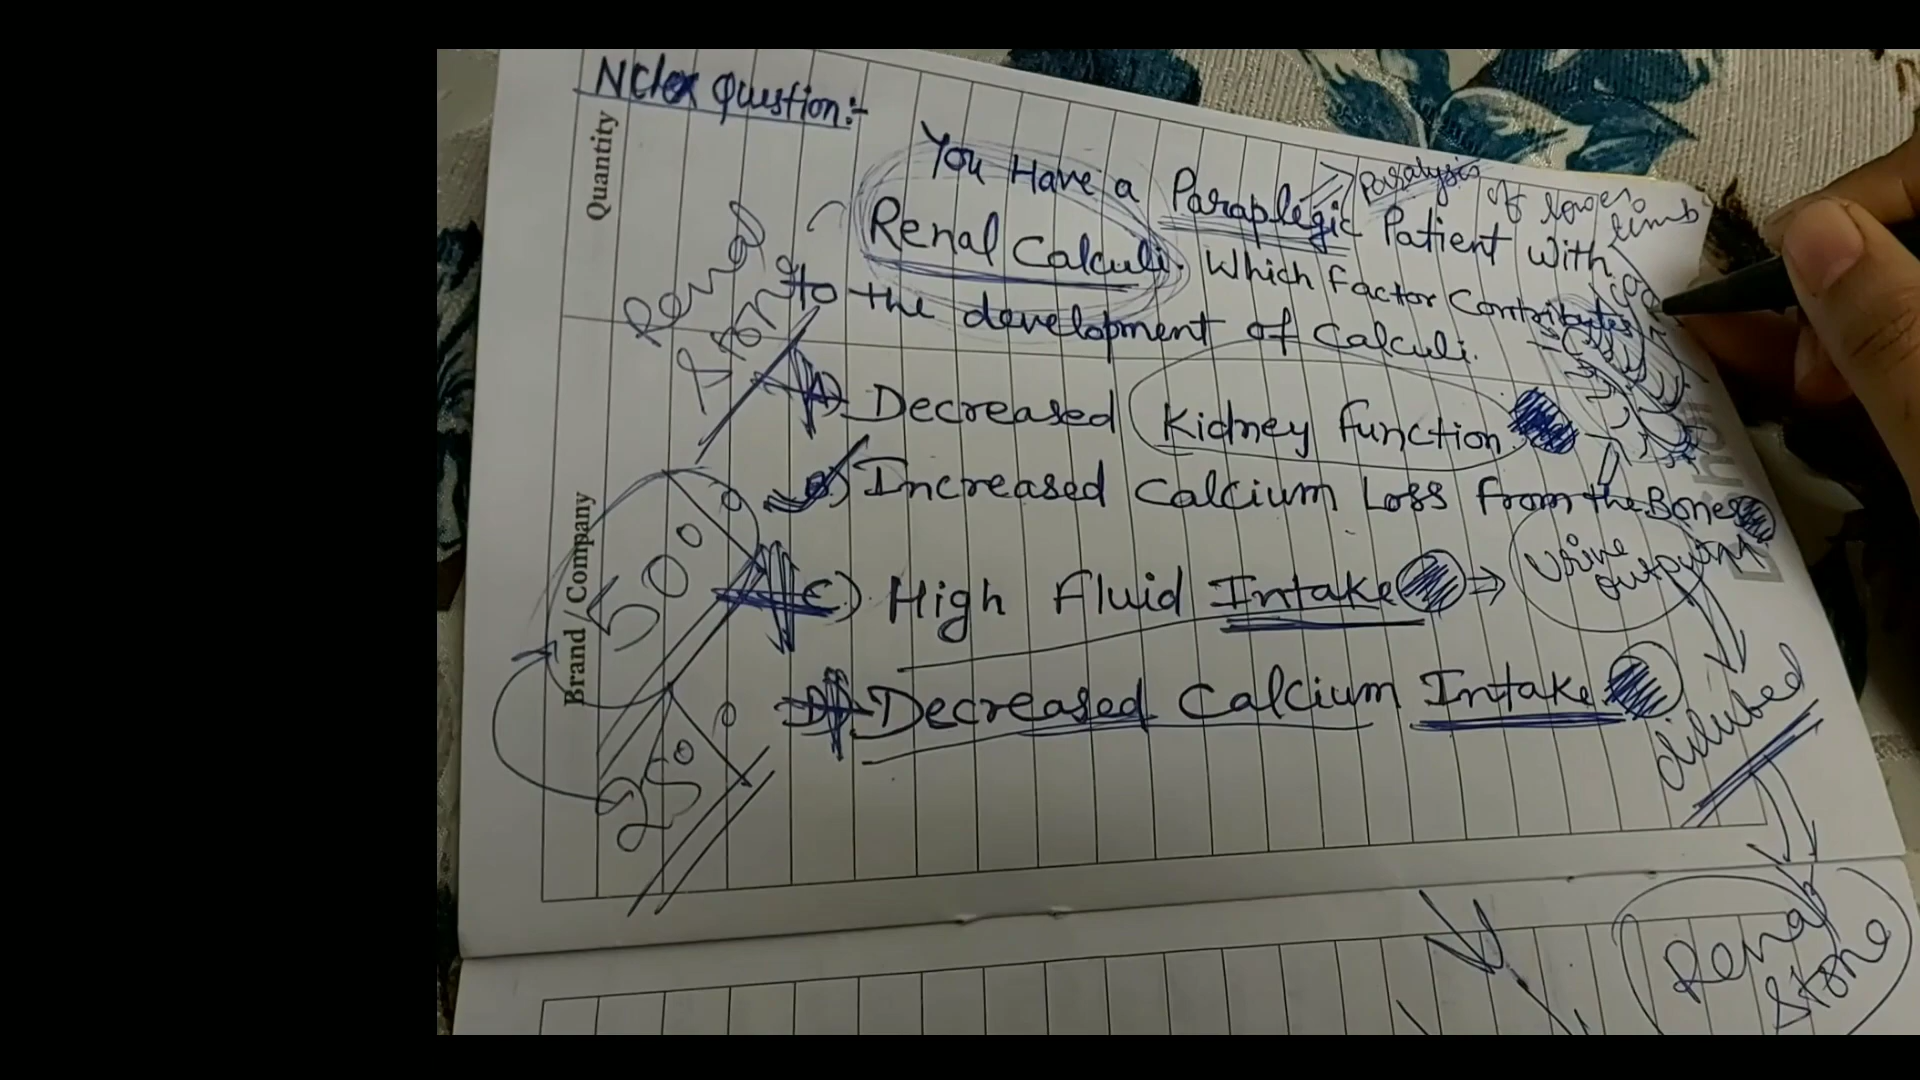 NClex Question:-
Quantity
You Have a Paraplegic Patient With
Paralysis
of lower
limb
Renal Calculi. Which Factor Contributes
to the development of Calculi.
Renal
Stone
A) Decreased Kidney Function
B) Increased Calcium Loss from the Bones
Brand / Company
500
C) High Fluid Intake ⇒ Urine
output
D) Decreased Calcium Intake
diluted
250
Renal
Stone